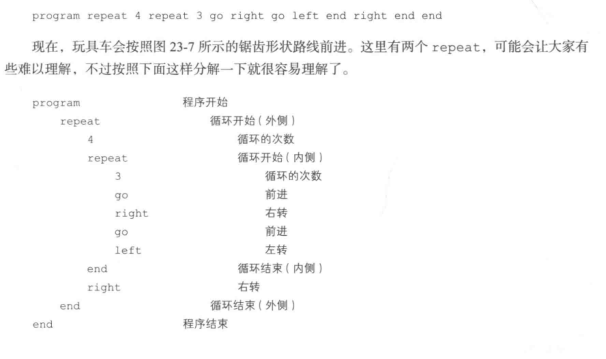 program repeat 4 repeat 3 go right go left end right end end
现在，玩具车会按照图 23-7 所示的锯齿形状路线前进。这里有两个 repeat，可能会让大家有
些难以理解，不过按照下面这样分解一下就很容易理解了。
program 程序开始
repeat 循环开始（外侧）
4 循环的次数
repeat 循环开始（内侧）
3 循环的次数
go 前进
right 右转
go 前进
left 左转
end 循环结束（内侧）
right 右转
end 循环结束（外侧）
end 程序结束